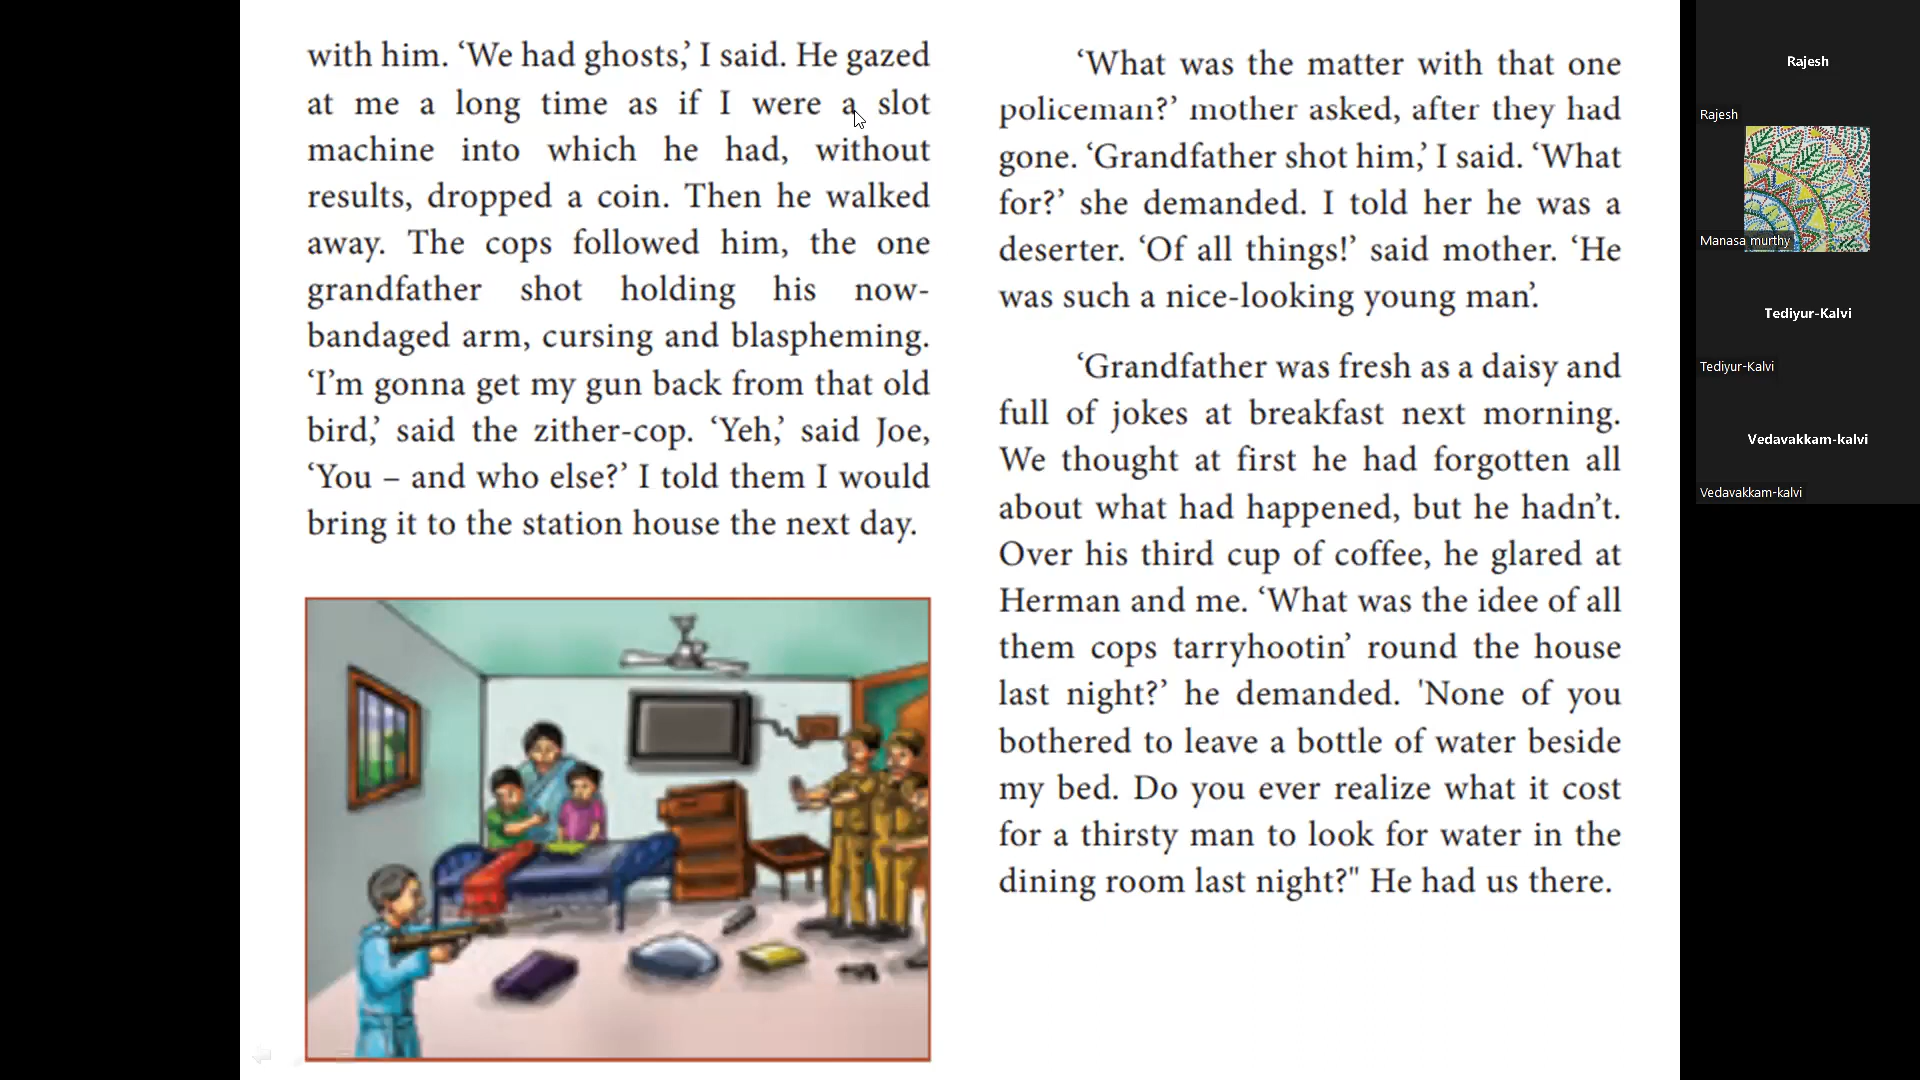 with him. ‘We had ghosts,’ I said. He gazed
at me a long time as if I were a slot
machine into which he had, without
results, dropped a coin. Then he walked
away. The cops followed him, the one
grandfather shot holding his now-
bandaged arm, cursing and blaspheming.
‘I’m gonna get my gun back from that old
bird,’ said the zither-cop. ‘Yeh,’ said Joe,
‘You – and who else?’ I told them I would
bring it to the station house the next day.
‘What was the matter with that one
policeman?’ mother asked, after they had
gone. ‘Grandfather shot him,’ I said. ‘What
for?’ she demanded. I told her he was a
deserter. ‘Of all things!’ said mother. ‘He
was such a nice-looking young man’.
‘Grandfather was fresh as a daisy and
full of jokes at breakfast next morning.
We thought at first he had forgotten all
about what had happened, but he hadn’t.
Over his third cup of coffee, he glared at
Herman and me. ‘What was the idee of all
them cops tarryhootin’ round the house
last night?’ he demanded. 'None of you
bothered to leave a bottle of water beside
my bed. Do you ever realize what it cost
for a thirsty man to look for water in the
dining room last night?" He had us there.
Rajesh
Rajesh
Manasa murthy
Tediyur-Kalvi
Tediyur-Kalvi
Vedavakkam-kalvi
Vedavakkam-kalvi